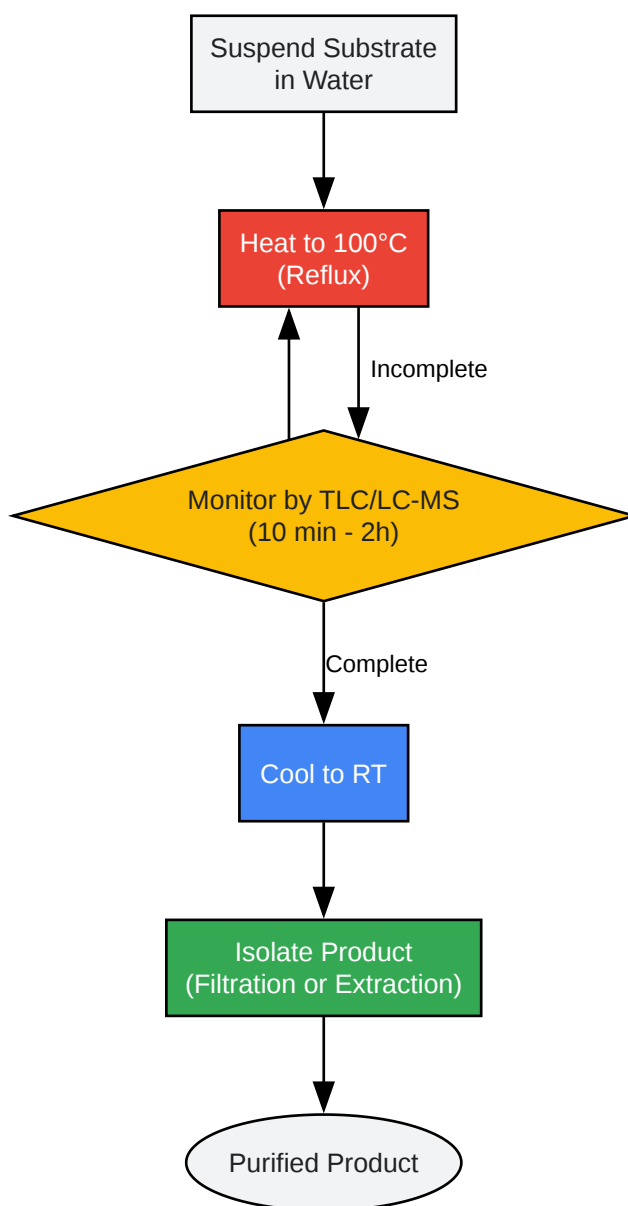 Suspend Substrate
in Water
Heat to 100°C
(Reflux)
Incomplete
Monitor by TLC/LC-MS
(10 min - 2h)
Complete
Cool to RT
Isolate Product
(Filtration or Extraction)
Purified Product